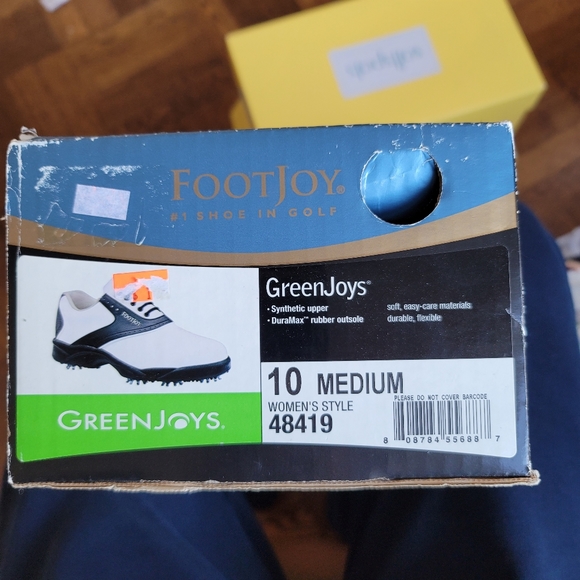 FOOTJOY®
#1 SHOE IN GOLF
GreenJoys®
• Synthetic upper
soft, easy-care materials
• DuraMax™ rubber outsole
durable, flexible
FOOTJOY
10 MEDIUM
WOMEN'S STYLE
48419
PLEASE DO NOT COVER BARCODE
8 08784 55688 7
GREENJOYS.